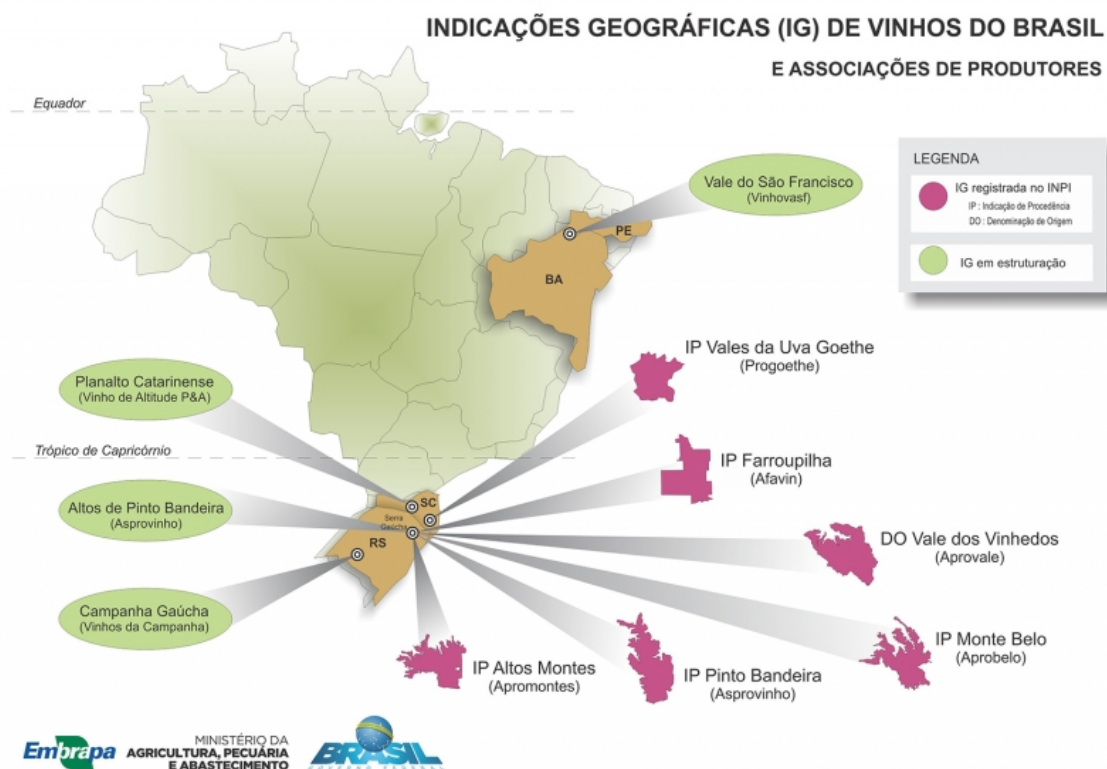 INDICAÇÕES GEOGRÁFICAS (IG) DE VINHOS DO BRASIL
E ASSOCIAÇÕES DE PRODUTORES
Equador
LEGENDA
IG registrada no INPI
IP : Indicação de Procedência
DO : Denominação de Origem
IG em estruturação
Vale do São Francisco
(Vinhovasf)
PE
BA
IP Vales da Uva Goethe
(Progoethe)
Planalto Catarinense
(Vinho de Altitude P&A)
Trópico de Capricórnio
IP Farroupilha
(Afavin)
Altos de Pinto Bandeira
(Asprovinho)
SC
Serra
Gaúcha
RS
DO Vale dos Vinhedos
(Aprovale)
Campanha Gaúcha
(Vinhos da Campanha)
IP Monte Belo
(Aprobelo)
IP Altos Montes
(Apromontes)
IP Pinto Bandeira
(Asprovinho)
Embrapa
MINISTÉRIO DA
AGRICULTURA, PECUÁRIA
E ABASTECIMENTO
BRASIL
GOVERNO FEDERAL